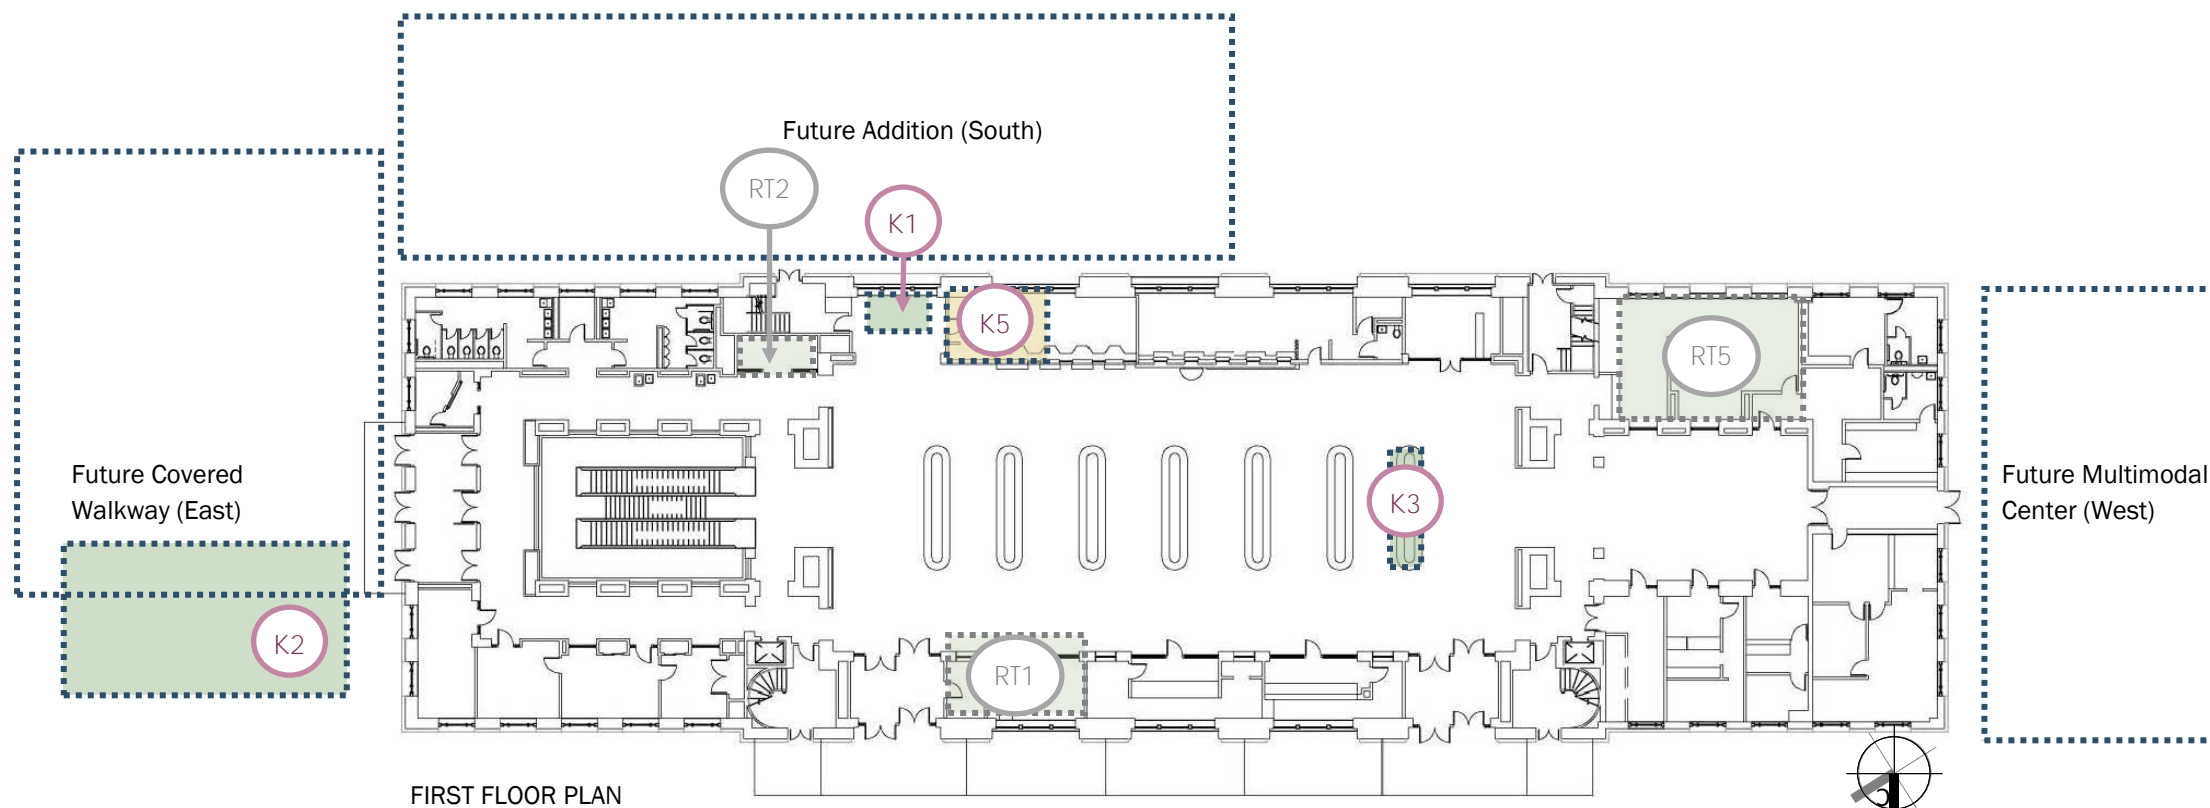 Future Addition (South)
RT2
K1
K5
RT5
Future Covered
Walkway (East)
K3
Future Multimodal
Center (West)
K2
RT1
FIRST FLOOR PLAN